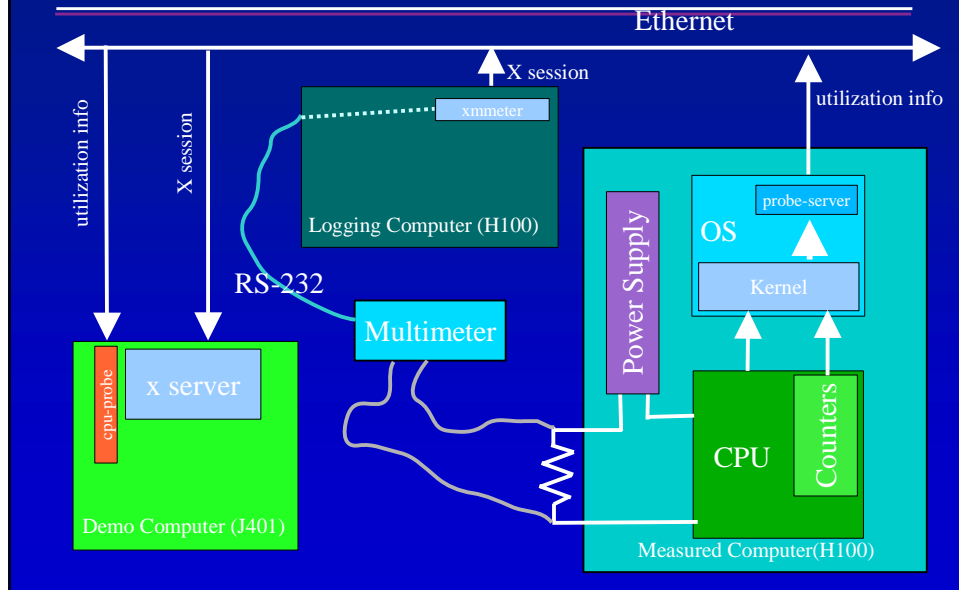 Ethernet
X session
utilization info
xmmeter
utilization info
X session
Logging Computer (H100)
probe-server
OS
Kernel
Power Supply
RS-232
Multimeter
cpu-probe
x server
CPU
Counters
Demo Computer (J401)
Measured Computer(H100)